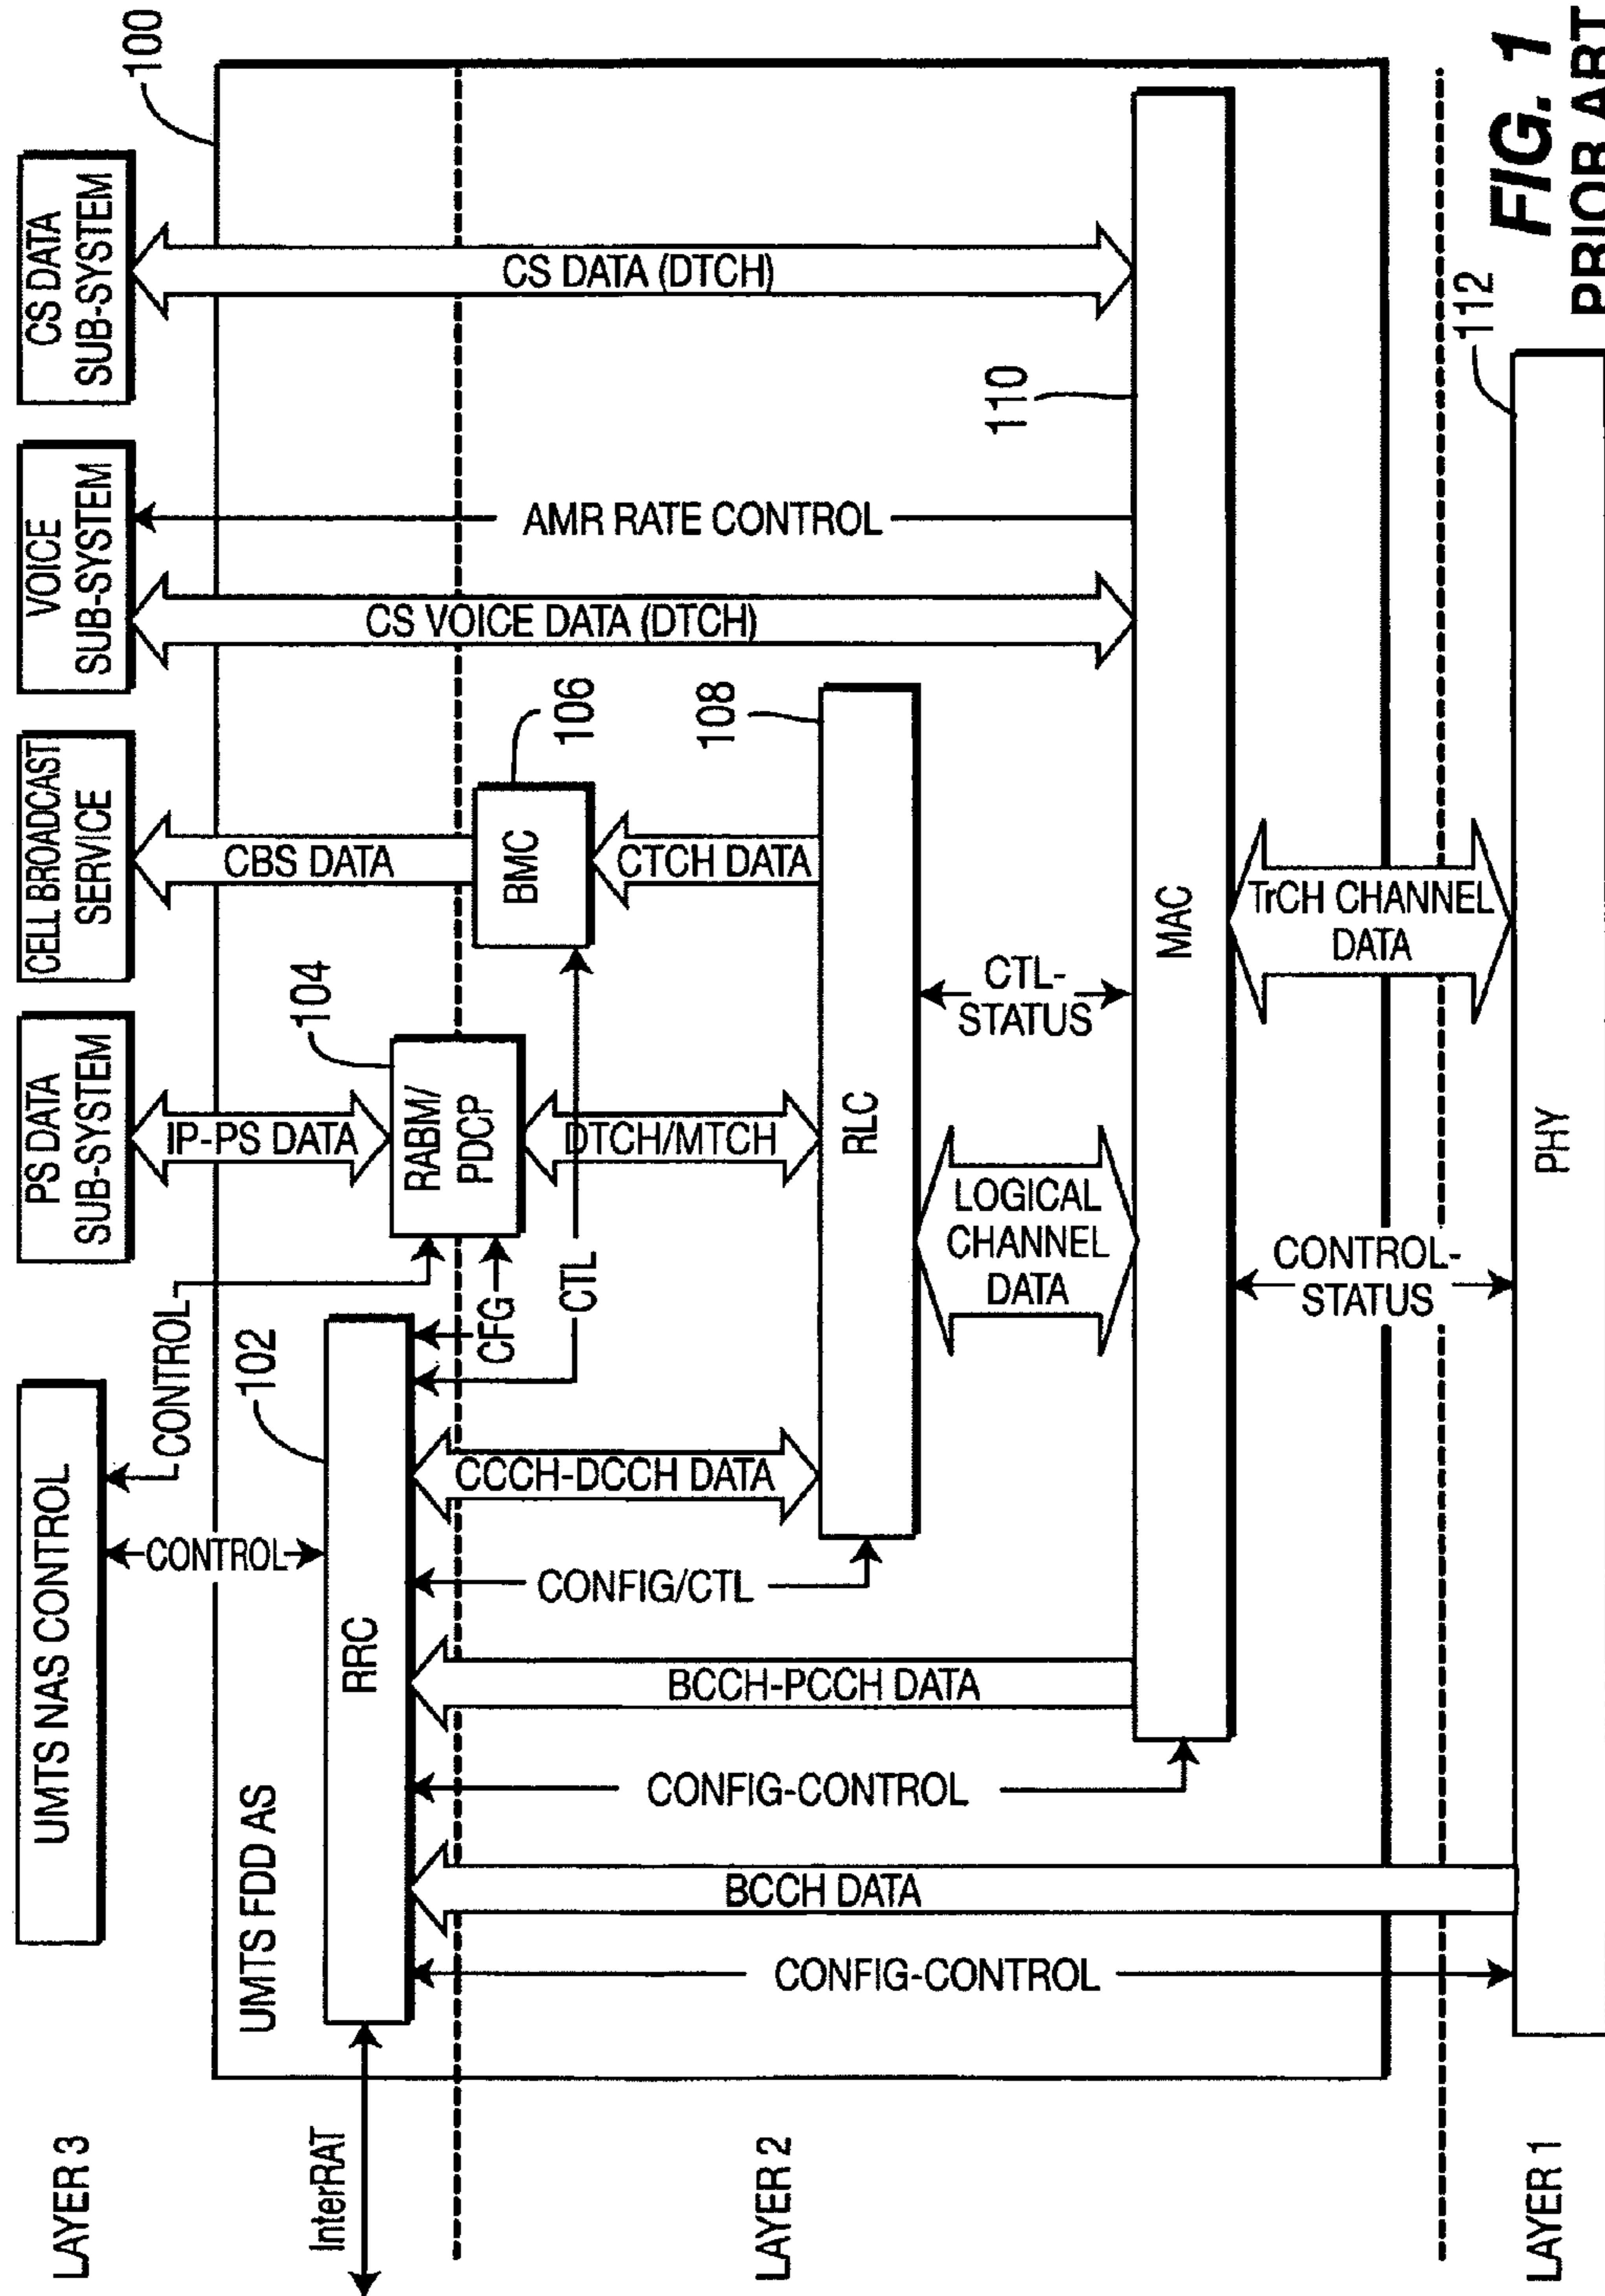 LAYER 3
UMTS NAS CONTROL
PS DATA
SUB-SYSTEM
CELL BROADCAST
SERVICE
VOICE
SUB-SYSTEM
CS DATA
SUB-SYSTEM
100
CONTROL
CONTROL
UMTS FDD AS
102
104
IP-PS DATA
CBS DATA
InterRAT
RRC
RABM/
PDCP
CFG
CTL
BMC
106
CS VOICE DATA (DTCH)
AMR RATE CONTROL
CS DATA (DTCH)
LAYER 2
CONFIG-CONTROL
BCCH DATA
CONFIG-CONTROL
BCCH-PCCH DATA
CONFIG/CTL
CCCH-DCCH DATA
DTCH/MTCH
CTCH DATA
108
RLC
LOGICAL
CHANNEL
DATA
CTL-
STATUS
110
MAC
CONTROL-
STATUS
TrCH CHANNEL
DATA
LAYER 1
PHY
112
FIG. 1
PRIOR ART